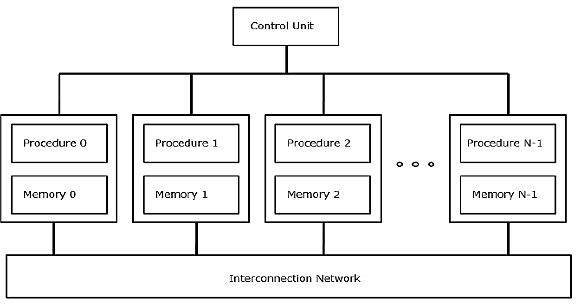 Control Unit
Procedure 0
Procedure 1
Procedure 2
Procedure N-1
Memory 0
Memory 1
Memory 2
Memory N-1
Interconnection Network